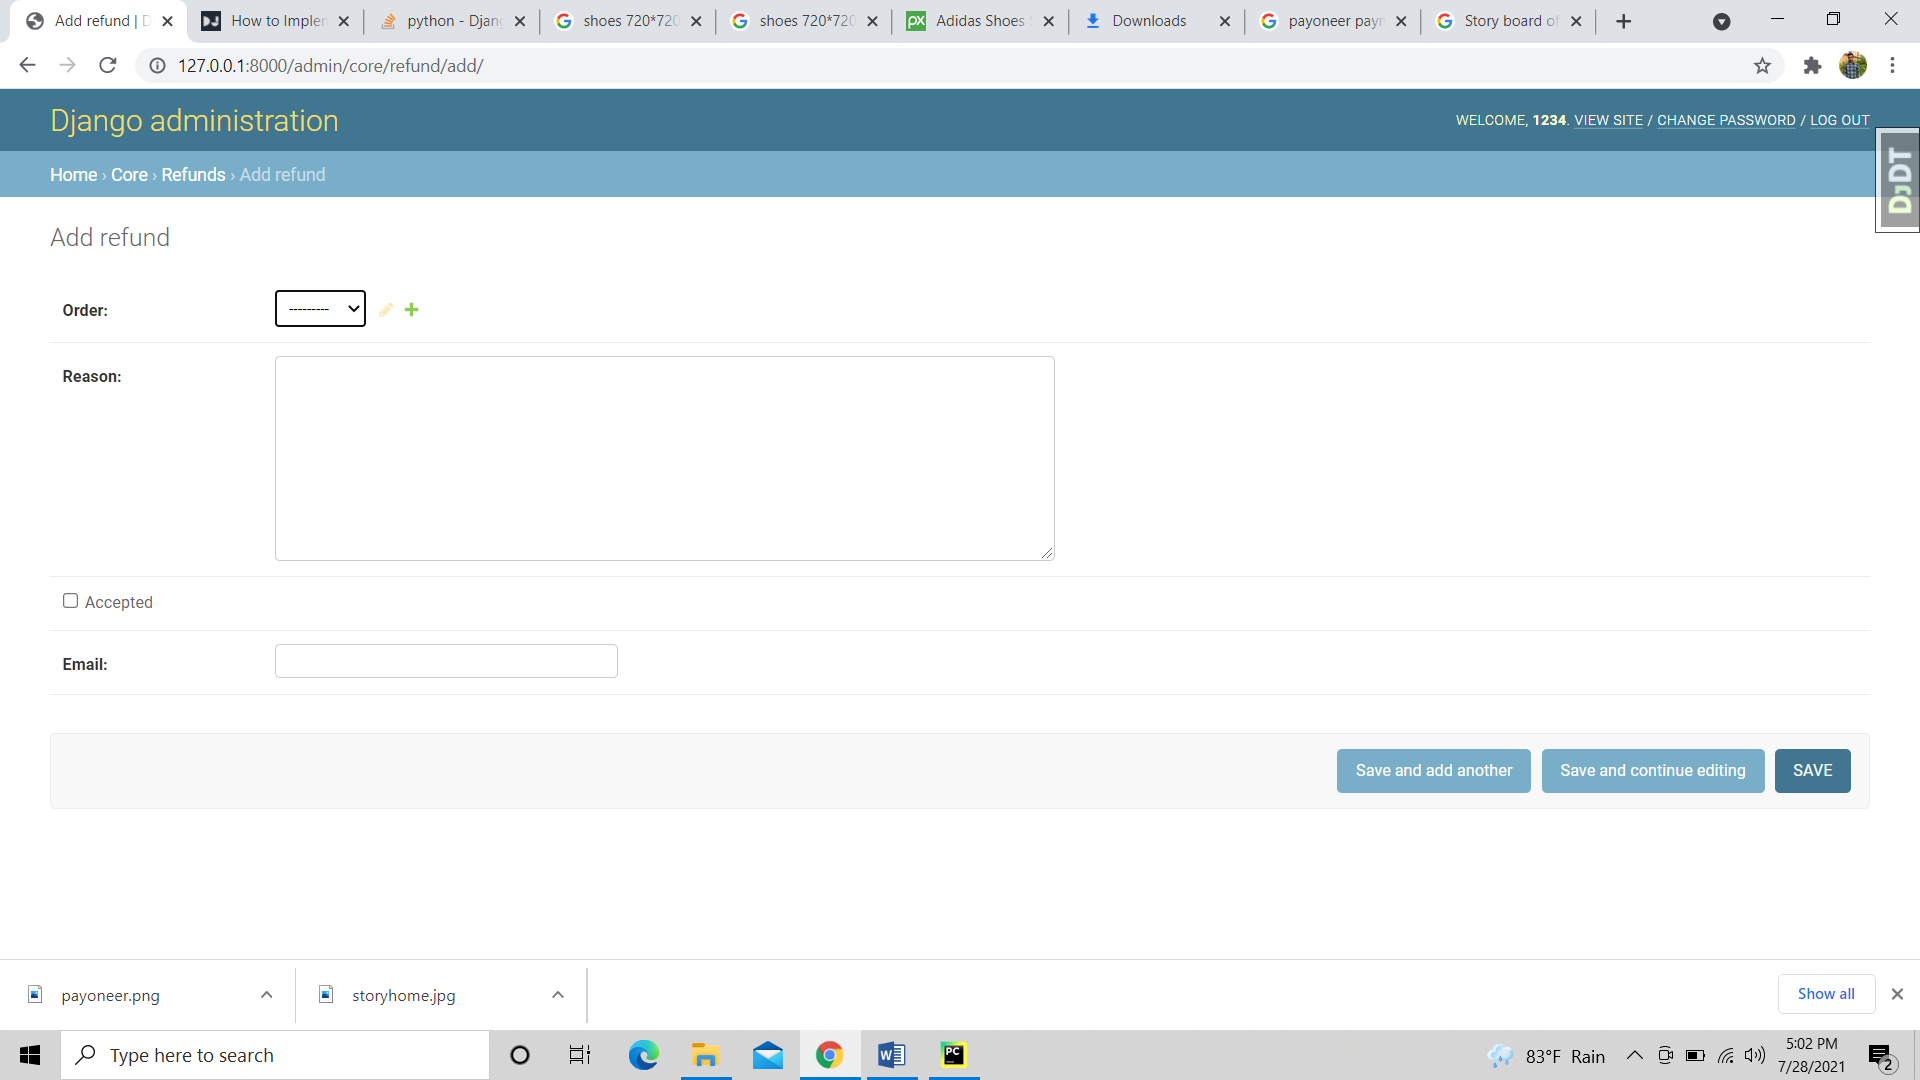 Add refund | D
How to Implen
python - Djang
shoes 720*720
shoes 720*720
px Adidas Shoes S
Downloads
payoneer payn
Story board of
127.0.0.1:8000/admin/core/refund/add/
Django administration
WELCOME, 1234. VIEW SITE / CHANGE PASSWORD / LOG OUT
Home › Core › Refunds › Add refund
DJDT
Add refund
Order:
---------
Reason:
Accepted
Email:
Save and add another
Save and continue editing
SAVE
payoneer.png
storyhome.jpg
Show all
Type here to search
83°F Rain
5:02 PM
7/28/2021
2